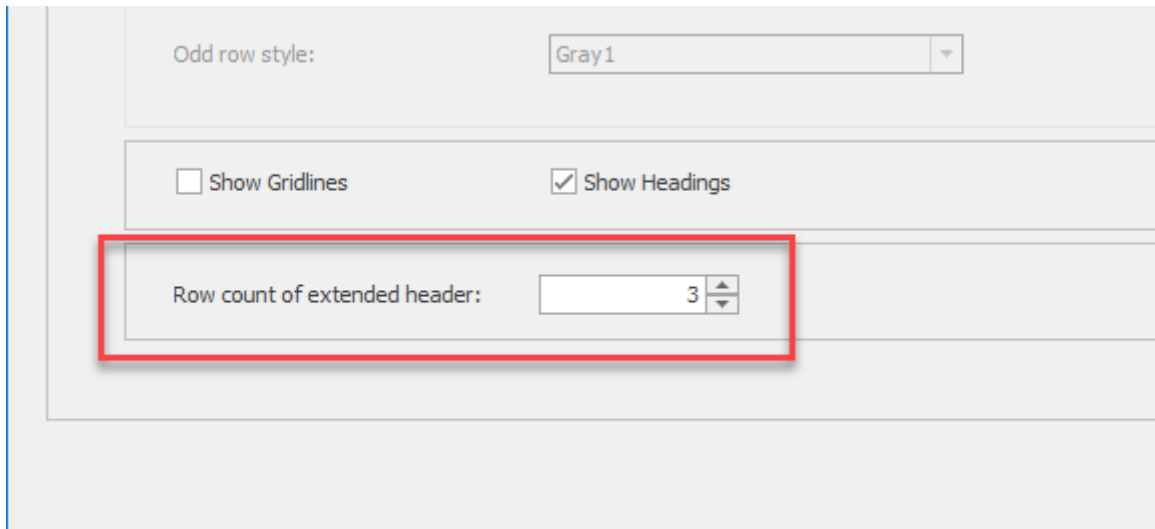 Odd row style: Gray1
Show Gridlines Show Headings
Row count of extended header: 3